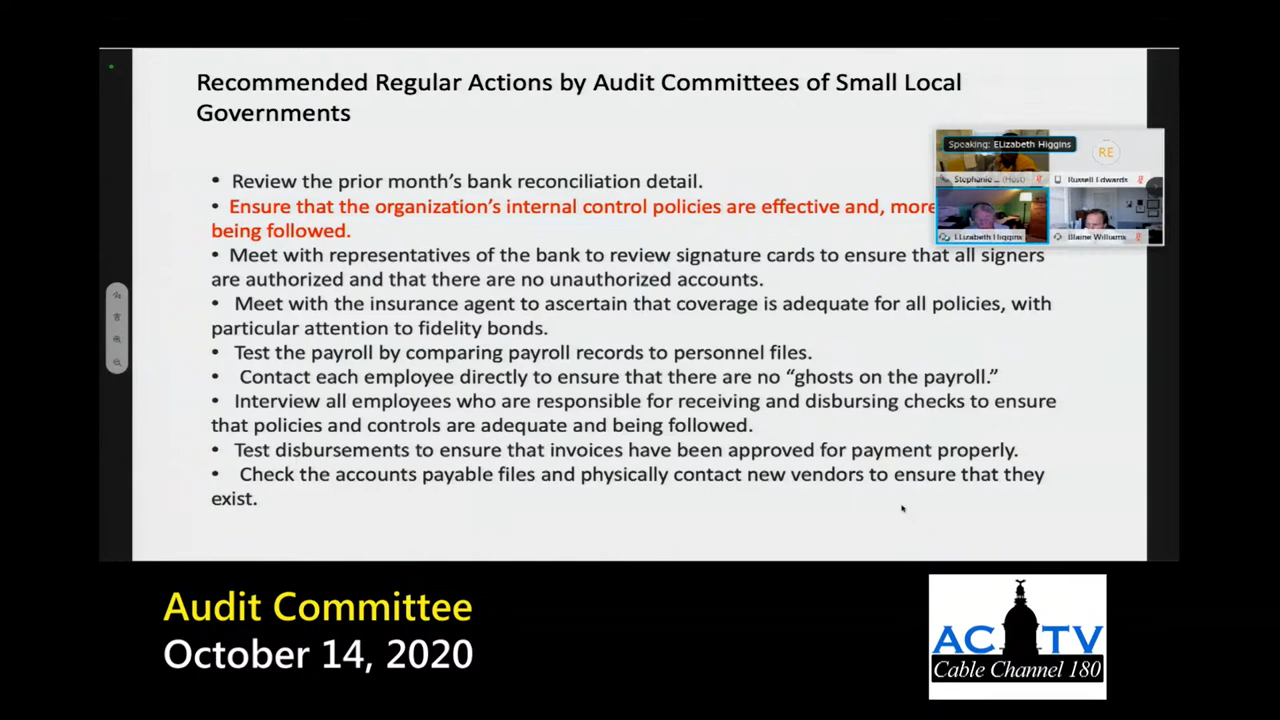 Recommended Regular Actions by Audit Committees of Small Local
Governments
• Review the prior month's bank reconciliation detail.
• Ensure that the organization's internal control policies are effective and, more
being followed.
• Meet with representatives of the bank to review signature cards to ensure that all signers
are authorized and that there are no unauthorized accounts.
• Meet with the insurance agent to ascertain that coverage is adequate for all policies, with
particular attention to fidelity bonds.
• Test the payroll by comparing payroll records to personnel files.
• Contact each employee directly to ensure that there are no “ghosts on the payroll.”
• Interview all employees who are responsible for receiving and disbursing checks to ensure
that policies and controls are adequate and being followed.
• Test disbursements to ensure that invoices have been approved for payment properly.
• Check the accounts payable files and physically contact new vendors to ensure that they
exist.
Speaking: ELizabeth Higgins
RE
Stephanie ... (Host)
Russell Edwards
ELizabeth Higgins
Blaine Williams
Audit Committee
October 14, 2020
AC TV
Cable Channel 180